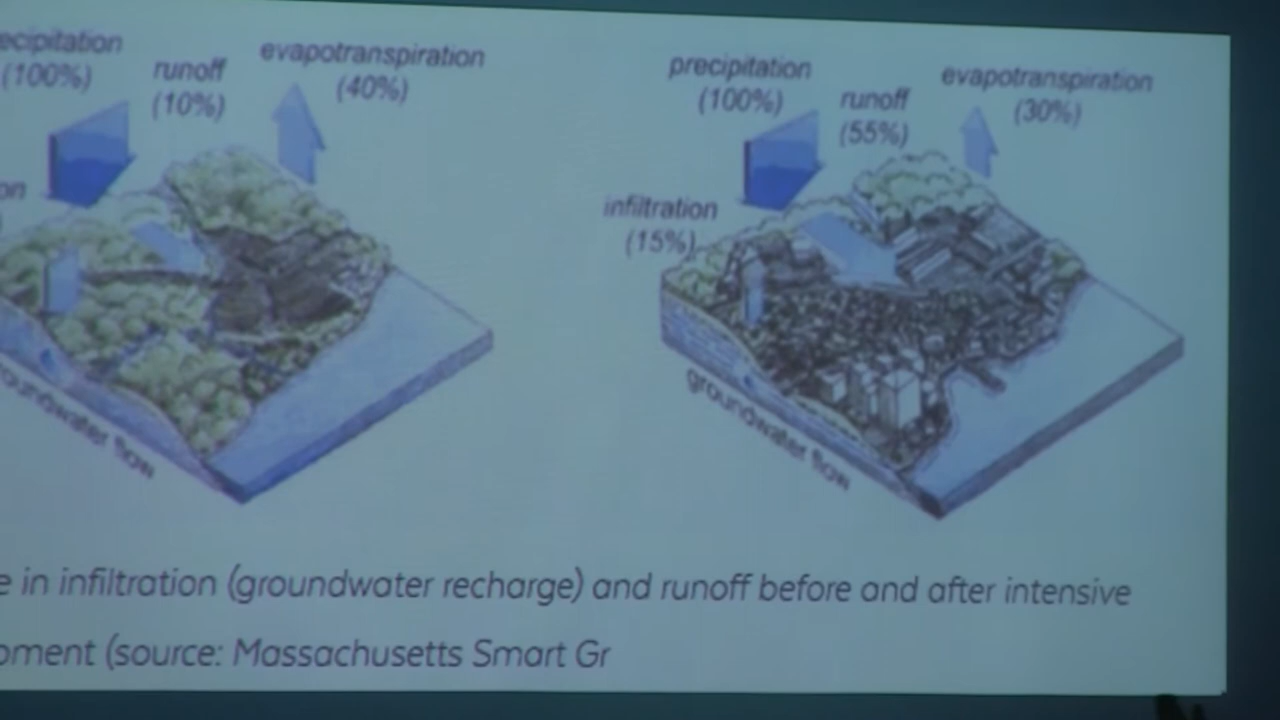 ecipitation
(100%)
runoff
(10%)
evapotranspiration
(40%)
on
oundwater flow
precipitation
(100%)
runoff
(55%)
evapotranspiration
(30%)
infiltration
(15%)
groundwater flow
e in infiltration (groundwater recharge) and runoff before and after intensive
oment (source: Massachusetts Smart Gr